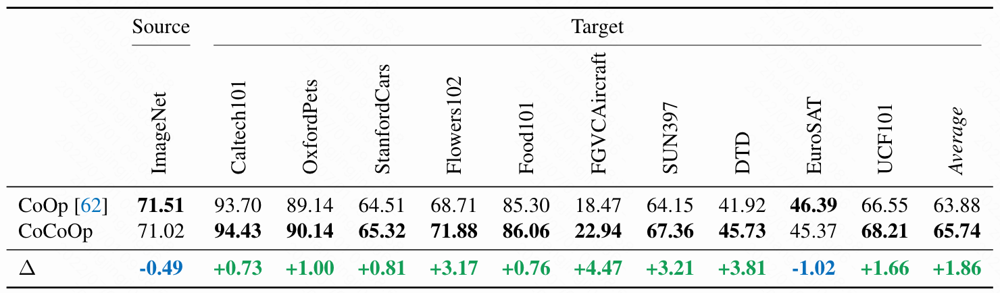 Source Target
ImageNet Caltech101 OxfordPets StanfordCars Flowers102 Food101 FGVCAircraft SUN397 DTD EuroSAT UCF101 Average
CoOp [62] 71.51 93.70 89.14 64.51 68.71 85.30 18.47 64.15 41.92 46.39 66.55 63.88
CoCoOp 71.02 94.43 90.14 65.32 71.88 86.06 22.94 67.36 45.73 45.37 68.21 65.74
Δ -0.49 +0.73 +1.00 +0.81 +3.17 +0.76 +4.47 +3.21 +3.81 -1.02 +1.66 +1.86